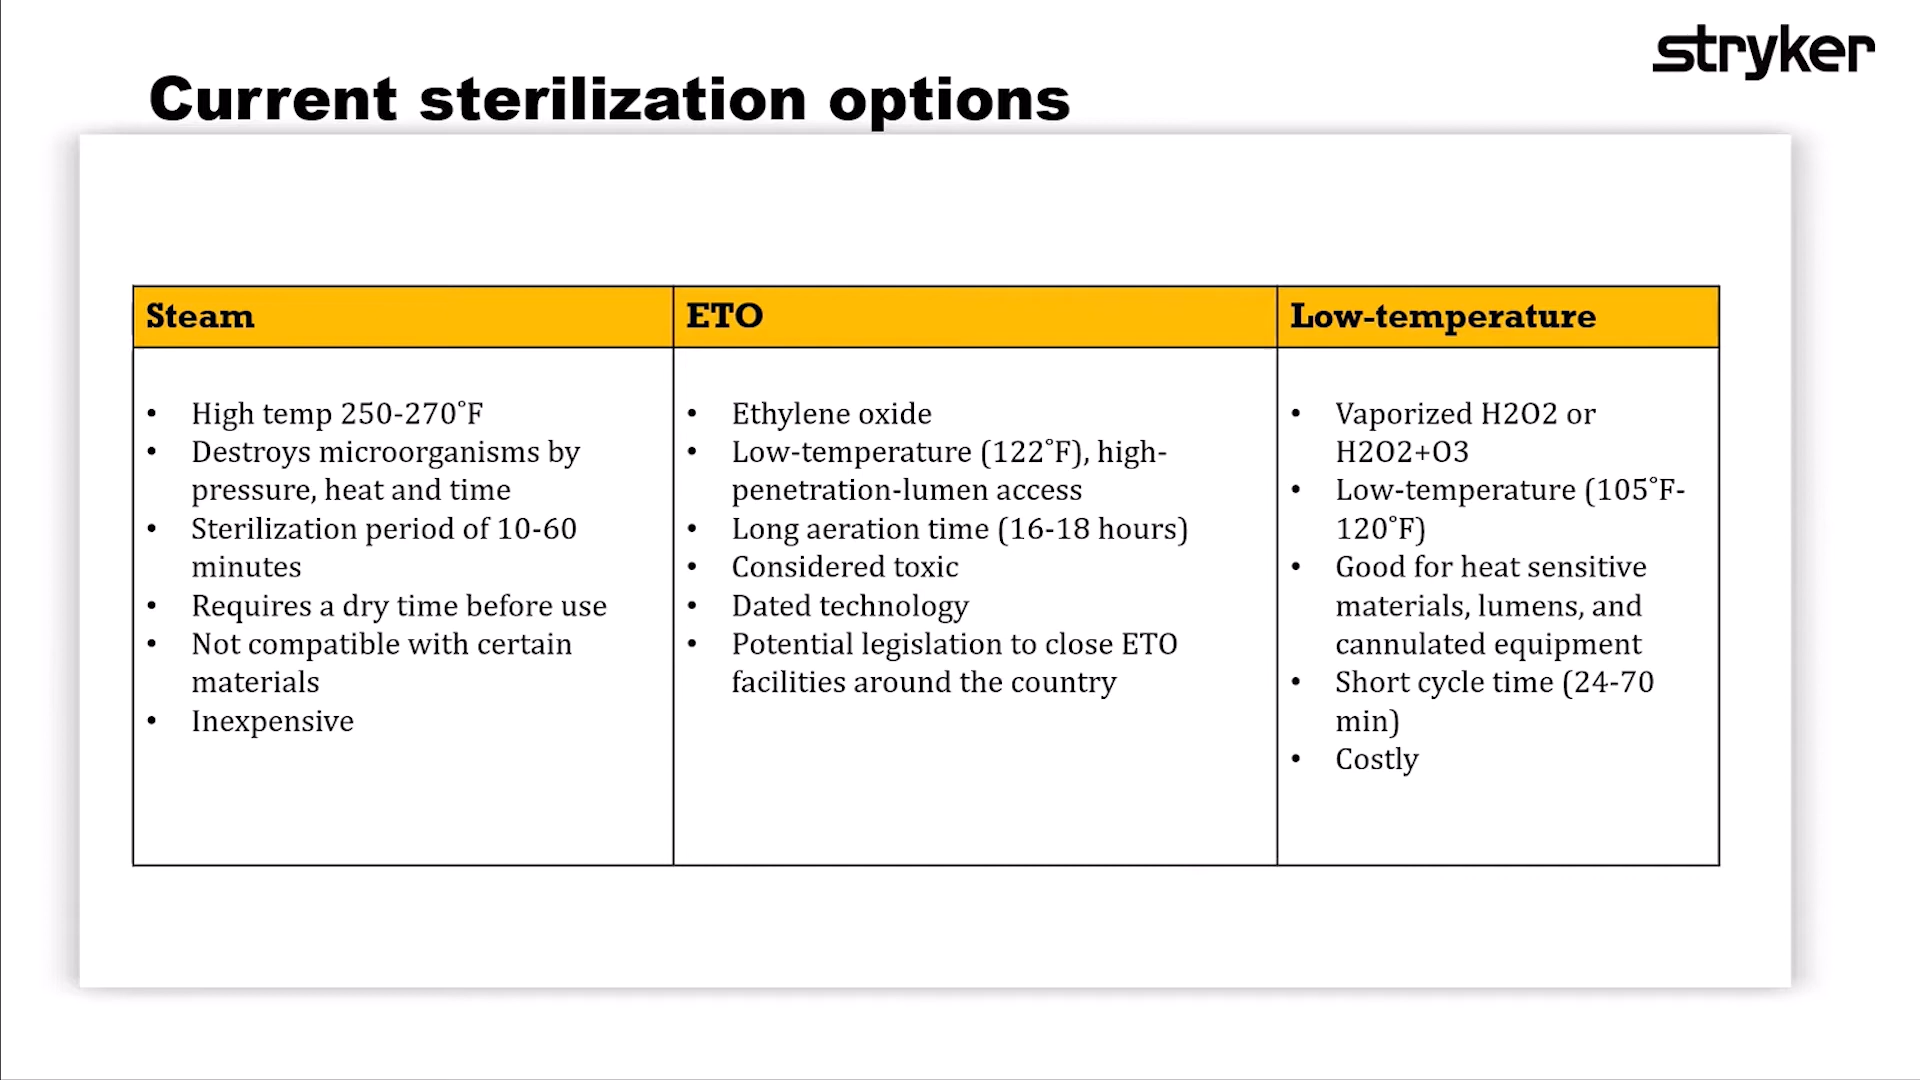 stryker
Current sterilization options
Steam
High temp 250-270˚F
Destroys microorganisms by
pressure, heat and time
Sterilization period of 10-60
minutes
Requires a dry time before use
Not compatible with certain
materials
Inexpensive
ETO
Ethylene oxide
Low-temperature (122˚F), high-
penetration-lumen access
Long aeration time (16-18 hours)
Considered toxic
Dated technology
Potential legislation to close ETO
facilities around the country
Low-temperature
Vaporized H2O2 or
H2O2+O3
Low-temperature (105˚F-
120˚F)
Good for heat sensitive
materials, lumens, and
cannulated equipment
Short cycle time (24-70
min)
Costly